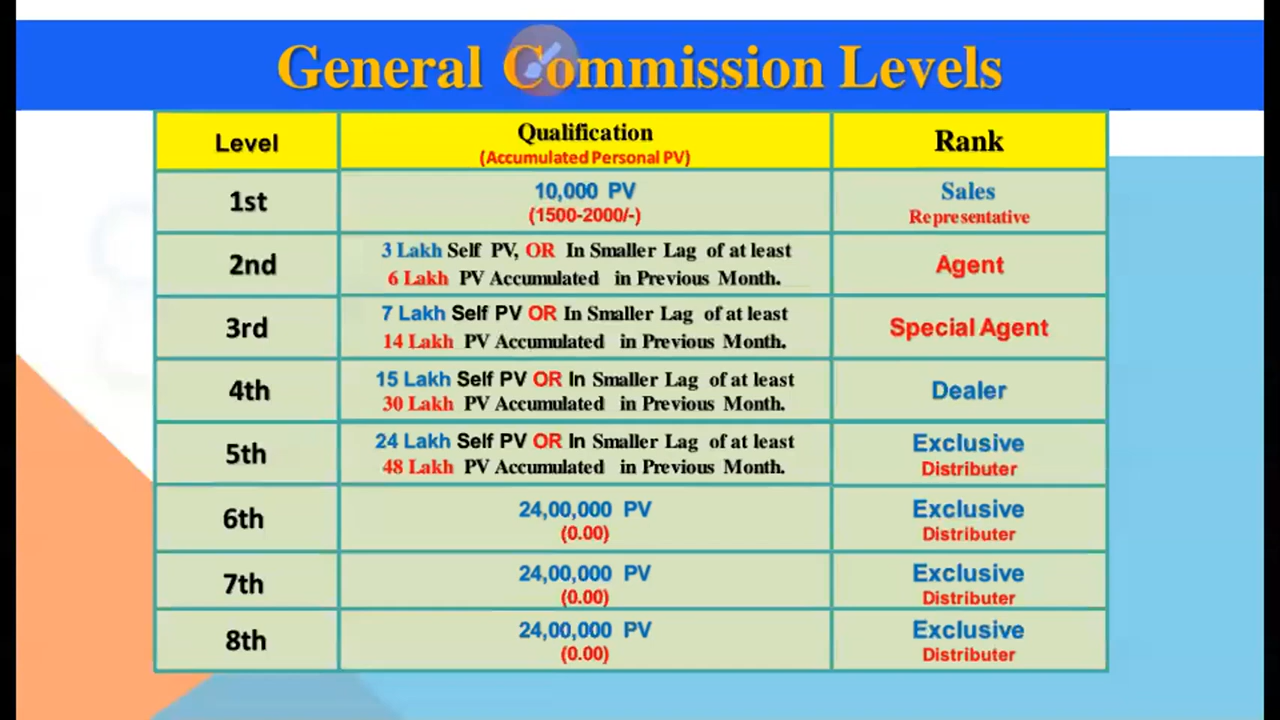 General Commission Levels
Level
Qualification
(Accumulated Personal PV)
Rank
1st
10,000 PV
(1500-2000/-)
Sales
Representative
2nd
3 Lakh Self PV, OR In Smaller Lag of at least
6 Lakh PV Accumulated in Previous Month.
Agent
3rd
7 Lakh Self PV OR In Smaller Lag of at least
14 Lakh PV Accumulated in Previous Month.
Special Agent
4th
15 Lakh Self PV OR In Smaller Lag of at least
30 Lakh PV Accumulated in Previous Month.
Dealer
5th
24 Lakh Self PV OR In Smaller Lag of at least
48 Lakh PV Accumulated in Previous Month.
Exclusive
Distributer
6th
24,00,000 PV
(0.00)
Exclusive
Distributer
7th
24,00,000 PV
(0.00)
Exclusive
Distributer
8th
24,00,000 PV
(0.00)
Exclusive
Distributer